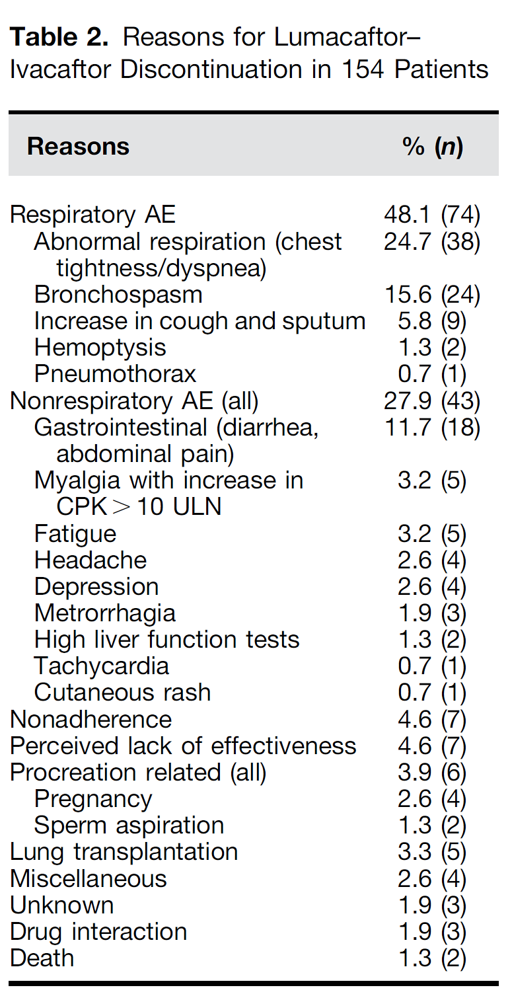 Table 2. Reasons for Lumacaftor–
Ivacaftor Discontinuation in 154 Patients
Reasons % (n)
Respiratory AE 48.1 (74)
Abnormal respiration (chest 24.7 (38)
tightness/dyspnea)
Bronchospasm 15.6 (24)
Increase in cough and sputum 5.8 (9)
Hemoptysis 1.3 (2)
Pneumothorax 0.7 (1)
Nonrespiratory AE (all) 27.9 (43)
Gastrointestinal (diarrhea, 11.7 (18)
abdominal pain)
Myalgia with increase in 3.2 (5)
CPK > 10 ULN
Fatigue 3.2 (5)
Headache 2.6 (4)
Depression 2.6 (4)
Metrorrhagia 1.9 (3)
High liver function tests 1.3 (2)
Tachycardia 0.7 (1)
Cutaneous rash 0.7 (1)
Nonadherence 4.6 (7)
Perceived lack of effectiveness 4.6 (7)
Procreation related (all) 3.9 (6)
Pregnancy 2.6 (4)
Sperm aspiration 1.3 (2)
Lung transplantation 3.3 (5)
Miscellaneous 2.6 (4)
Unknown 1.9 (3)
Drug interaction 1.9 (3)
Death 1.3 (2)